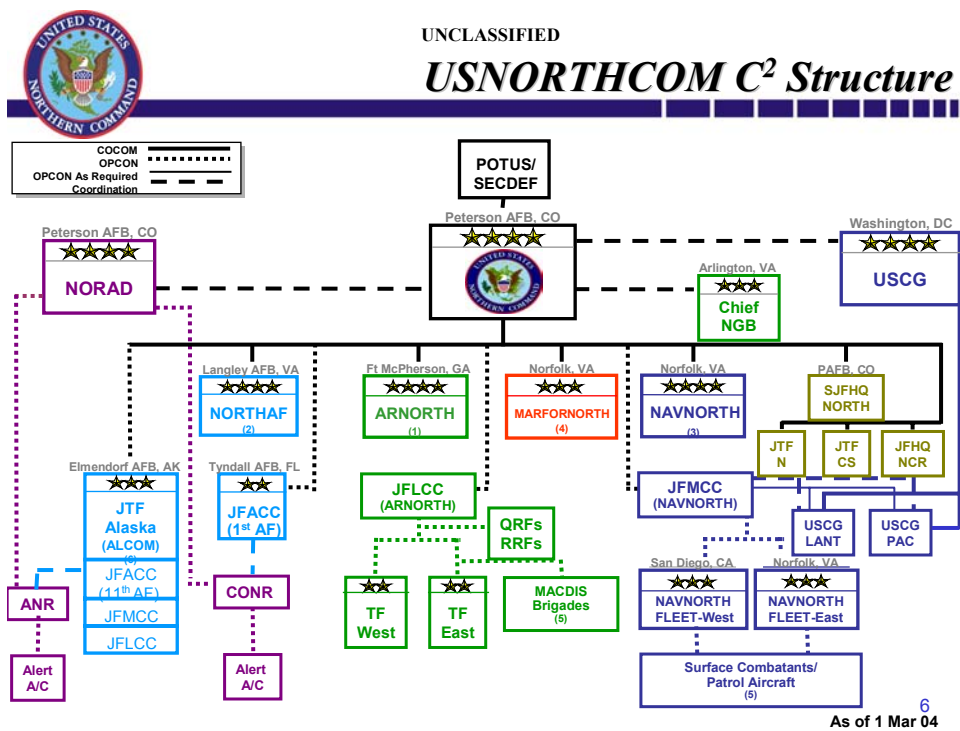 UNITED STATES
NORTHERN COMMAND
UNCLASSIFIED
USNORTHCOM C² Structure
COCOM
OPCON
OPCON As Required
Coordination
POTUS/
SECDEF
Peterson AFB, CO
NORAD
Peterson AFB, CO
UNITED STATES
NORTHERN COMMAND
Washington, DC
USCG
Arlington, VA
Chief
NGB
Langley AFB, VA
NORTHAF
(2)
Ft McPherson, GA
ARNORTH
(1)
Norfolk, VA
MARFORNORTH
(4)
Norfolk, VA
NAVNORTH
(3)
PAFB, CO
SJFHQ
NORTH
JTF
N
JTF
CS
JFHQ
NCR
Elmendorf AFB, AK
JTF
Alaska
(ALCOM)
JFACC
(11th AF)
JFMCC
JFLCC
Tyndall AFB, FL
JFACC
(1st AF)
JFLCC
(ARNORTH)
QRFs
RRFs
JFMCC
(NAVNORTH)
USCG
LANT
USCG
PAC
ANR
CONR
TF
West
TF
East
MACDIS
Brigades
(5)
San Diego, CA
NAVNORTH
FLEET-West
Norfolk, VA
NAVNORTH
FLEET-East
Alert
A/C
Alert
A/C
Surface Combatants/
Patrol Aircraft
(5)
6
As of 1 Mar 04